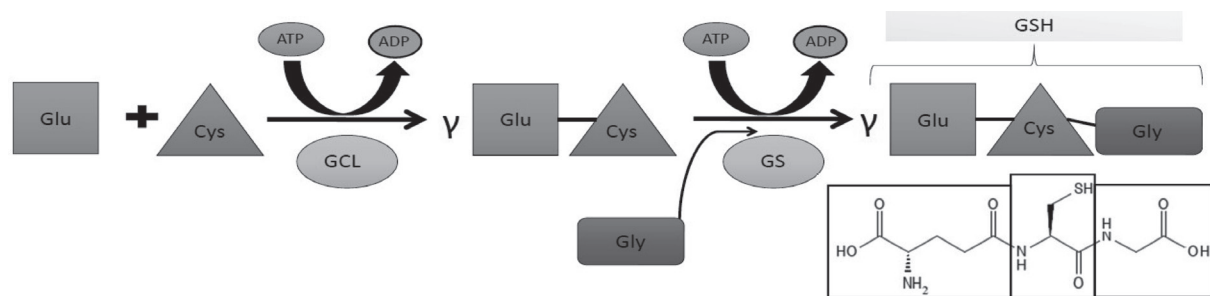 ATP
ADP
ATP
ADP
GSH
Glu
+
Cys
GCL
γ
Glu
Cys
GS
γ
Glu
Cys
Gly
Gly
SH
O
O
O
HO
NH2
N
H
O
H
N
OH